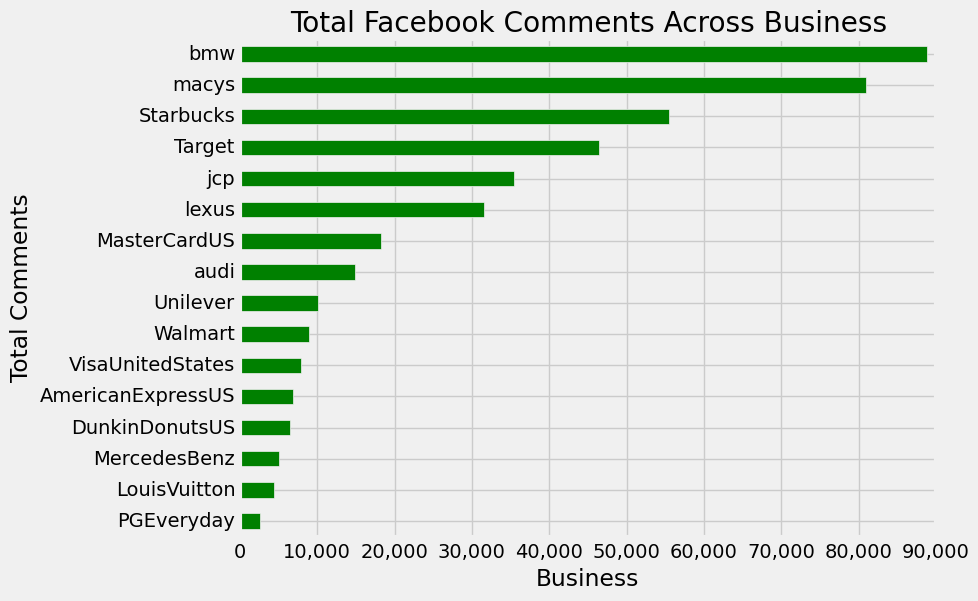 Total Facebook Comments Across Business
bmw
macys
Starbucks
Target
jcp
lexus
MasterCardUS
audi
Unilever
Walmart
VisaUnitedStates
AmericanExpressUS
DunkinDonutsUS
MercedesBenz
LouisVuitton
PGEveryday
Total Comments
0 10,000 20,000 30,000 40,000 50,000 60,000 70,000 80,000 90,000
Business